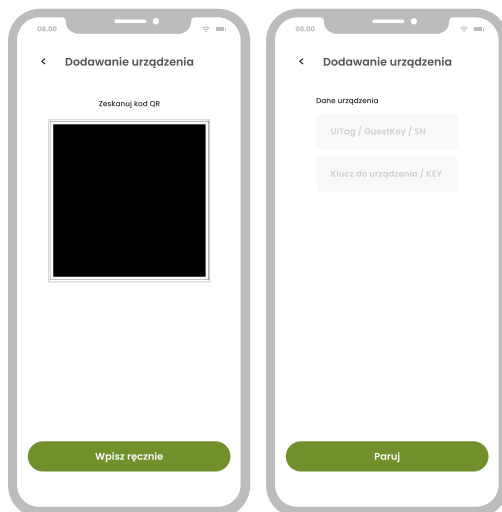 08.00
Dodawanie urządzenia
Zeskanuj kod QR
Wpisz ręcznie
08.00
Dodawanie urządzenia
Dane urządzenia
UiTag / GuestKey / SN
Klucz do urządzenia / KEY
Paruj